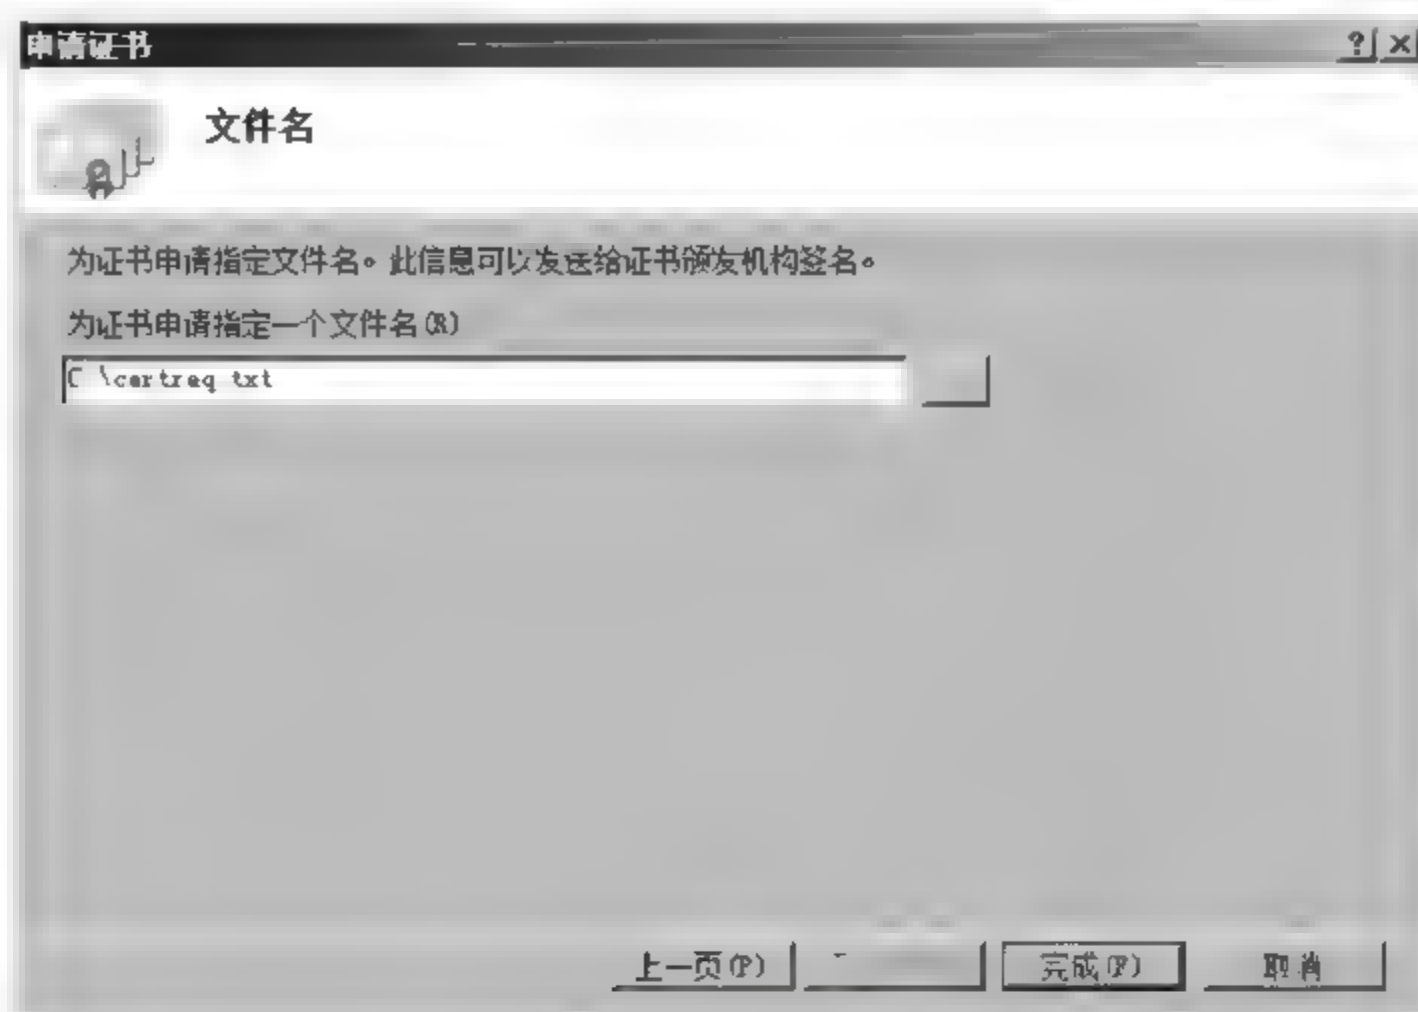 申请证书
文件名
为证书申请指定文件名。此信息可以发送给证书颁发机构签名。
为证书申请指定一个文件名(R)
C \certreq txt
上一页(P) 完成(F) 取消